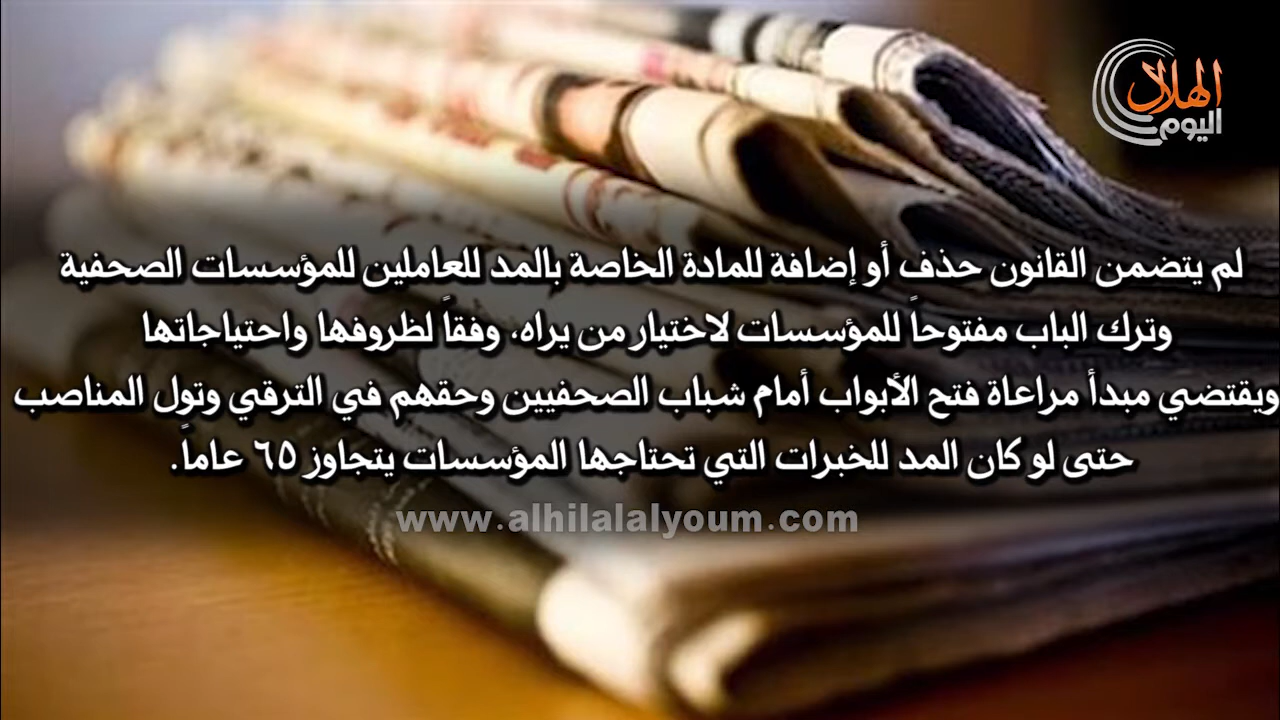 الهلال
اليوم
لم يتضمن القانون حذف أو إضافة للمادة الخاصة بالمد للعاملين للمؤسسات الصحفية
وترك الباب مفتوحاً للمؤسسات لاختيار من يراه، وفقاً لظروفها واحتياجاتها
ويقتضي مبدأ مراعاة فتح الأبواب أمام شباب الصحفيين وحقهم في الترقي وتول المناصب
حتى لو كان المد للخبرات التي تحتاجها المؤسسات يتجاوز ٦٥ عاماً.
www.alhilalalyoum.com